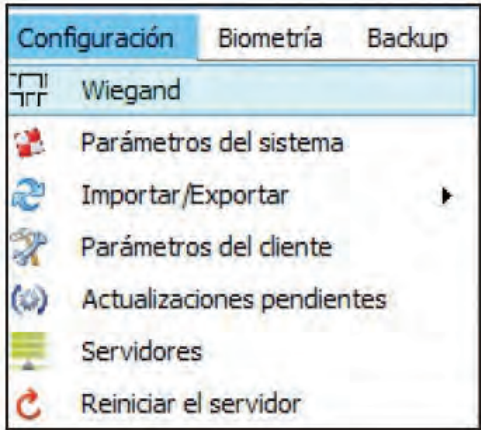 Configuración Biometría Backup
Wiegand
Parámetros del sistema
Importar/Exportar
Parámetros del cliente
Actualizaciones pendientes
Servidores
Reiniciar el servidor